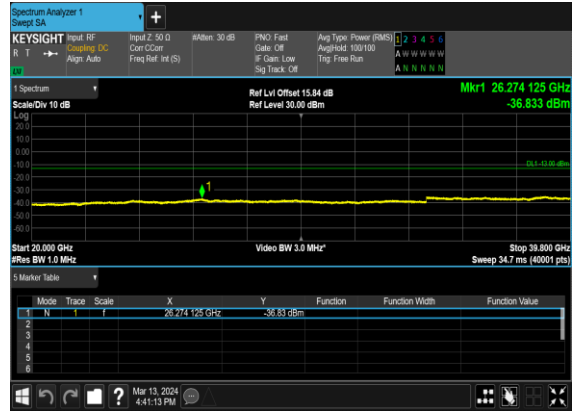 Spectrum Analyzer 1
Swept SA
+
KEYSIGHT Input: RF Input Z: 50 Ω #Atten: 30 dB PNO: Fast Avg Type: Power (RMS) 1 2 3 4 5 6
R T Coupling: DC Corr CCorr Gate: Off Avg|Hold: 100/100 A W W W W W
Align: Auto Freq Ref: Int (S) IF Gain: Low Trig: Free Run
Sig Track: Off A N N N N N
1 Spectrum
Ref Lvl Offset 15.84 dB Mkr1 26.274 125 GHz
Scale/Div 10 dB Ref Level 30.00 dBm -36.833 dBm
Log
20.0
10.0
0.00
-10.0 DL1 -13.00 dBm
-20.0
-30.0 1
-40.0
-50.0
-60.0
Start 20.000 GHz Video BW 3.0 MHz* Stop 39.800 GHz
#Res BW 1.0 MHz Sweep 34.7 ms (40001 pts)
5 Marker Table
Mode Trace Scale X Y Function Function Width Function Value
1 N 1 f 26.274 125 GHz -36.83 dBm
2
3
4
5
6
? Mar 13, 2024
4:41:13 PM